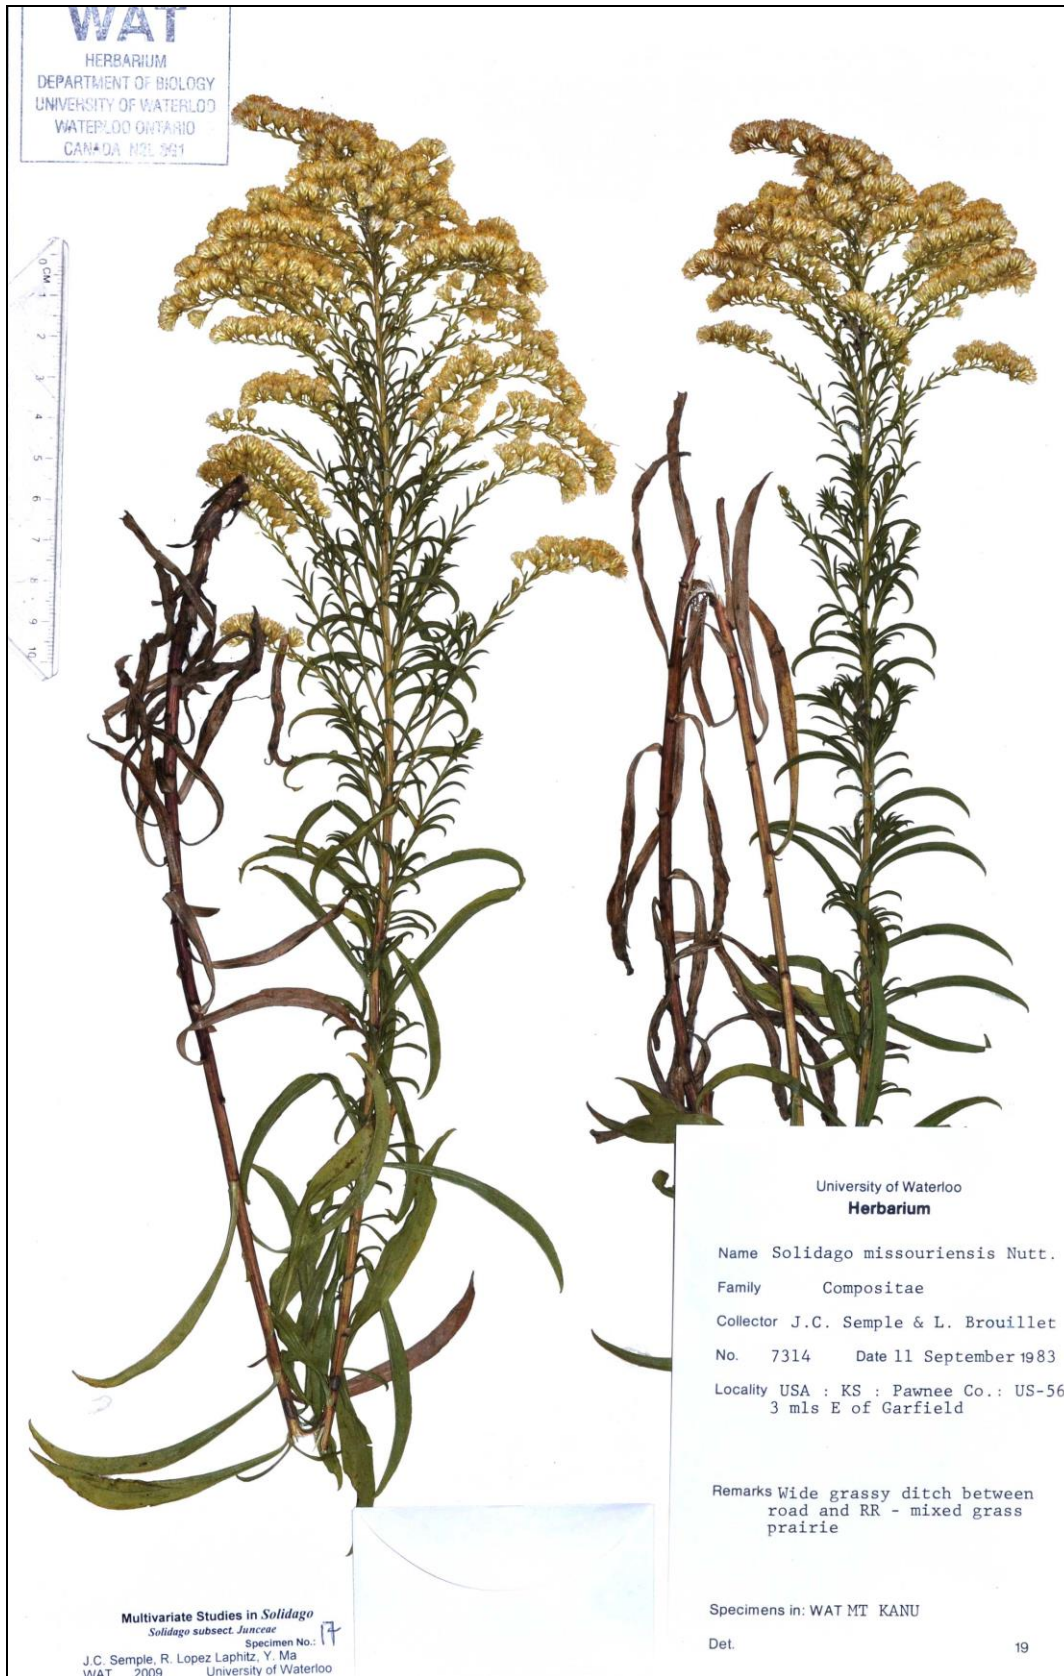 WAT
HERBARIUM
DEPARTMENT OF BIOLOGY
UNIVERSITY OF WATERLOO
WATERLOO ONTARIO
CANADA N2L 3G1
0 CM 1
2
3
4
5
6
7
8
9
10
University of Waterloo
Herbarium
Name Solidago missouriensis Nutt.
Family Compositae
Collector J.C. Semple & L. Brouillet
No. 7314 Date 11 September 1983
Locality USA : KS : Pawnee Co.: US-56
3 mls E of Garfield
Remarks Wide grassy ditch between
road and RR - mixed grass
prairie
Specimens in: WAT MT KANU
Det. 19
Multivariate Studies in Solidago
Solidago subsect. Junceae
Specimen No.: 17
J.C. Semple, R. Lopez Laphitz, Y. Ma
WAT 2009 University of Waterloo